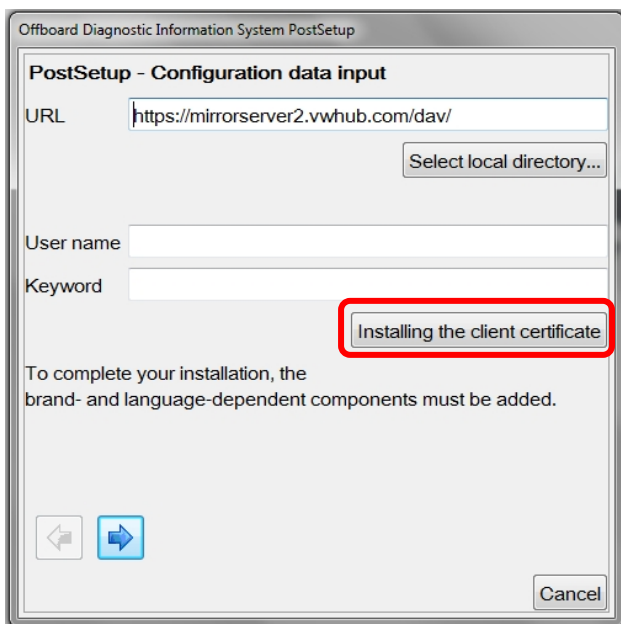 Offboard Diagnostic Information System PostSetup
PostSetup - Configuration data input
URL https://mirrorserver2.vwhub.com/dav/
Select local directory...
User name
Keyword
Installing the client certificate
To complete your installation, the
brand- and language-dependent components must be added.
Cancel